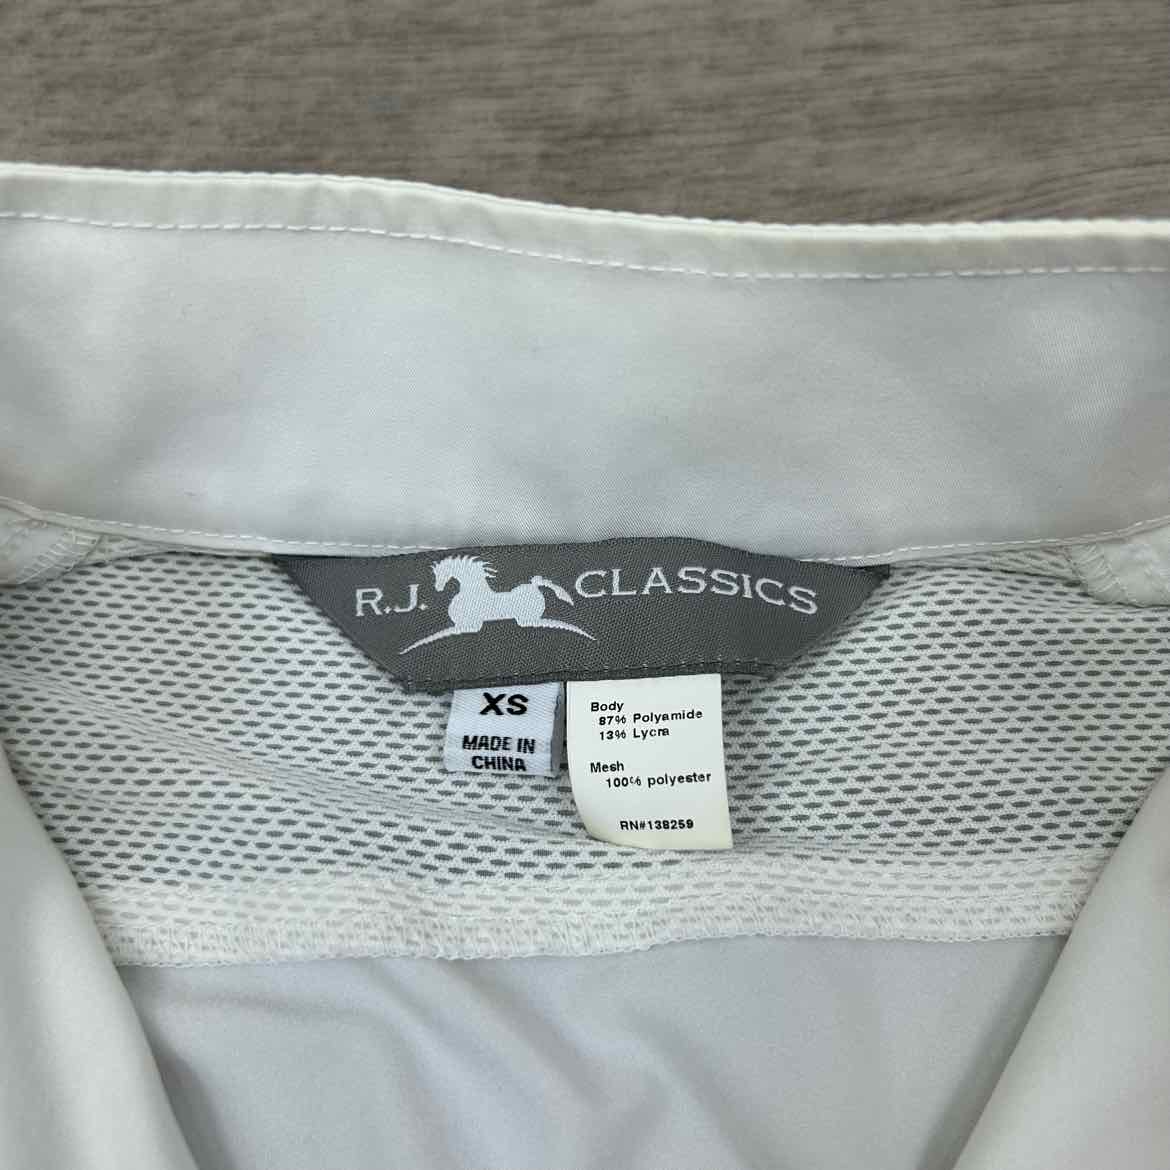 R.J. CLASSICS
XS
MADE IN
CHINA
Body
87% Polyamide
13% Lycra
Mesh
100% polyester
RN#138259